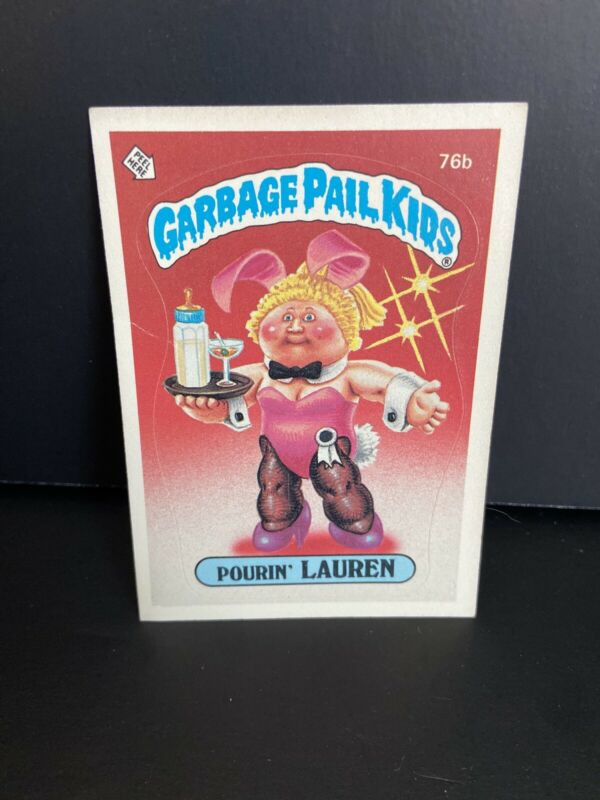 PEEL
HERE
76b
GARBAGE PAIL KIDS
®
POURIN' LAUREN